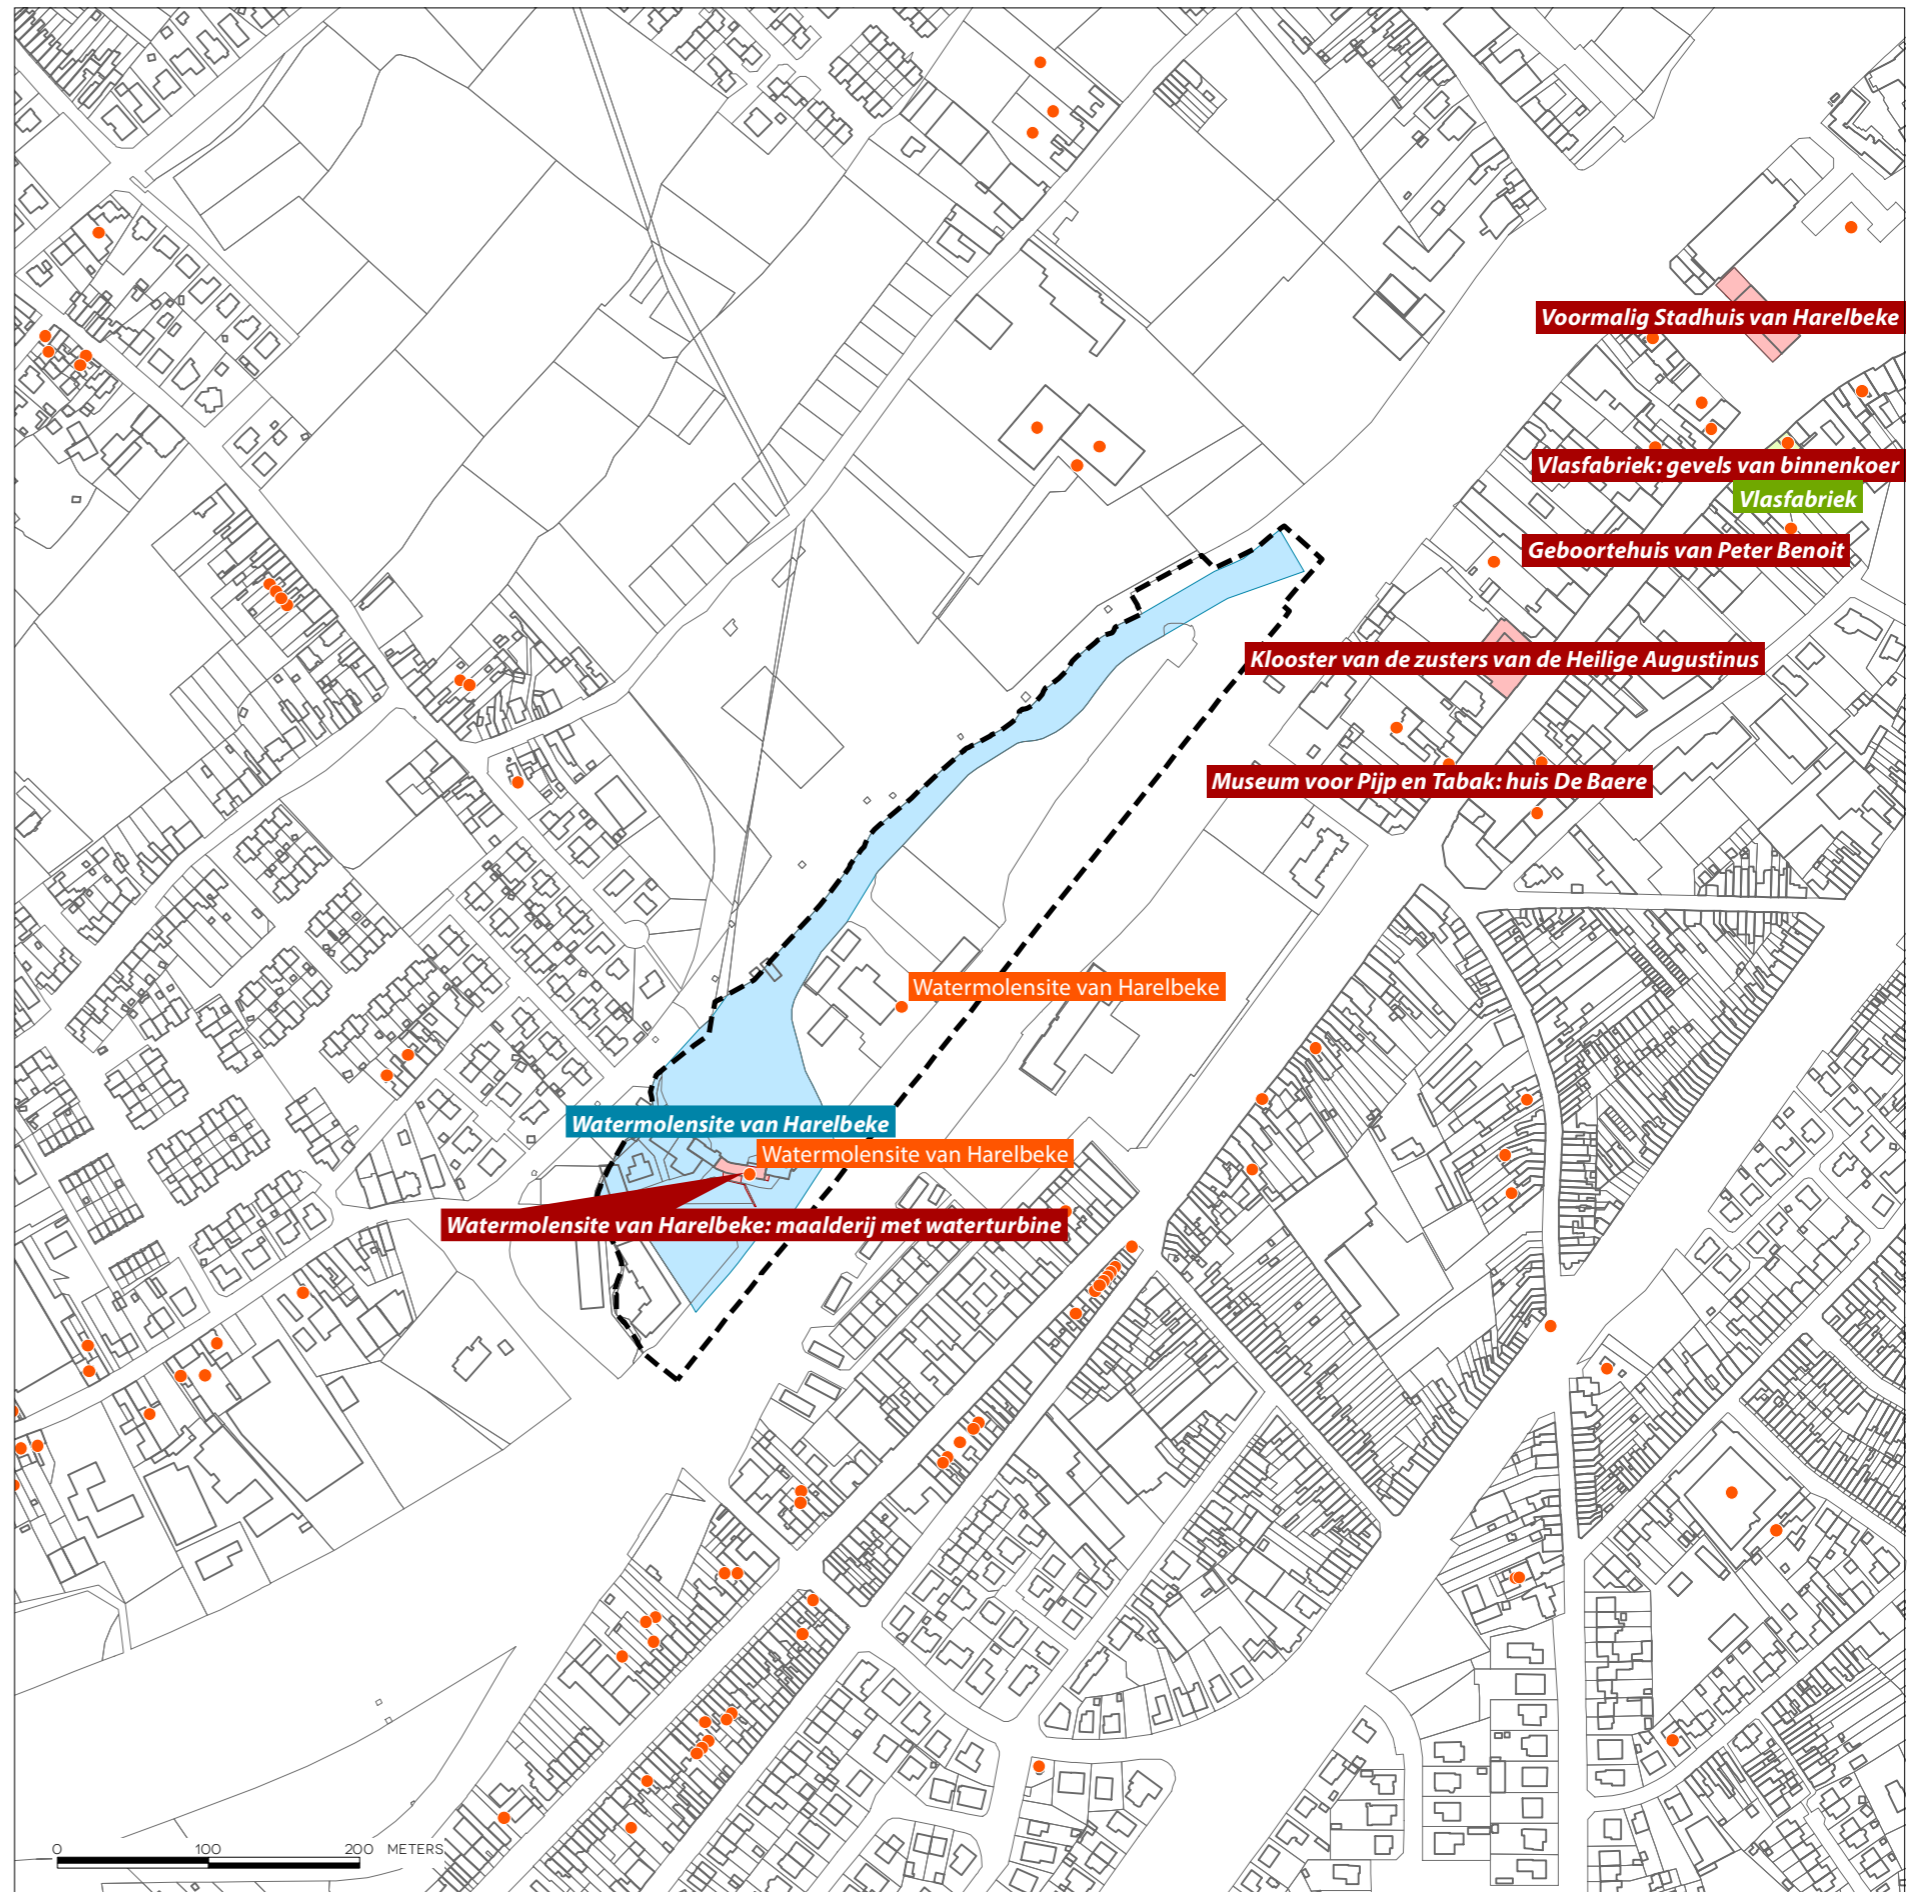 Voormalig Stadhuis van Harelbeke
Vlasfabriek: gevels van binnenkoer
Vlasfabriek
Geboortehuis van Peter Benoit
Klooster van de zusters van de Heilige Augustinus
Museum voor Pijp en Tabak: huis De Baere
Watermolensite van Harelbeke
Watermolensite van Harelbeke
Watermolensite van Harelbeke
Watermolensite van Harelbeke: maalderij met waterturbine
0 100 200 METERS